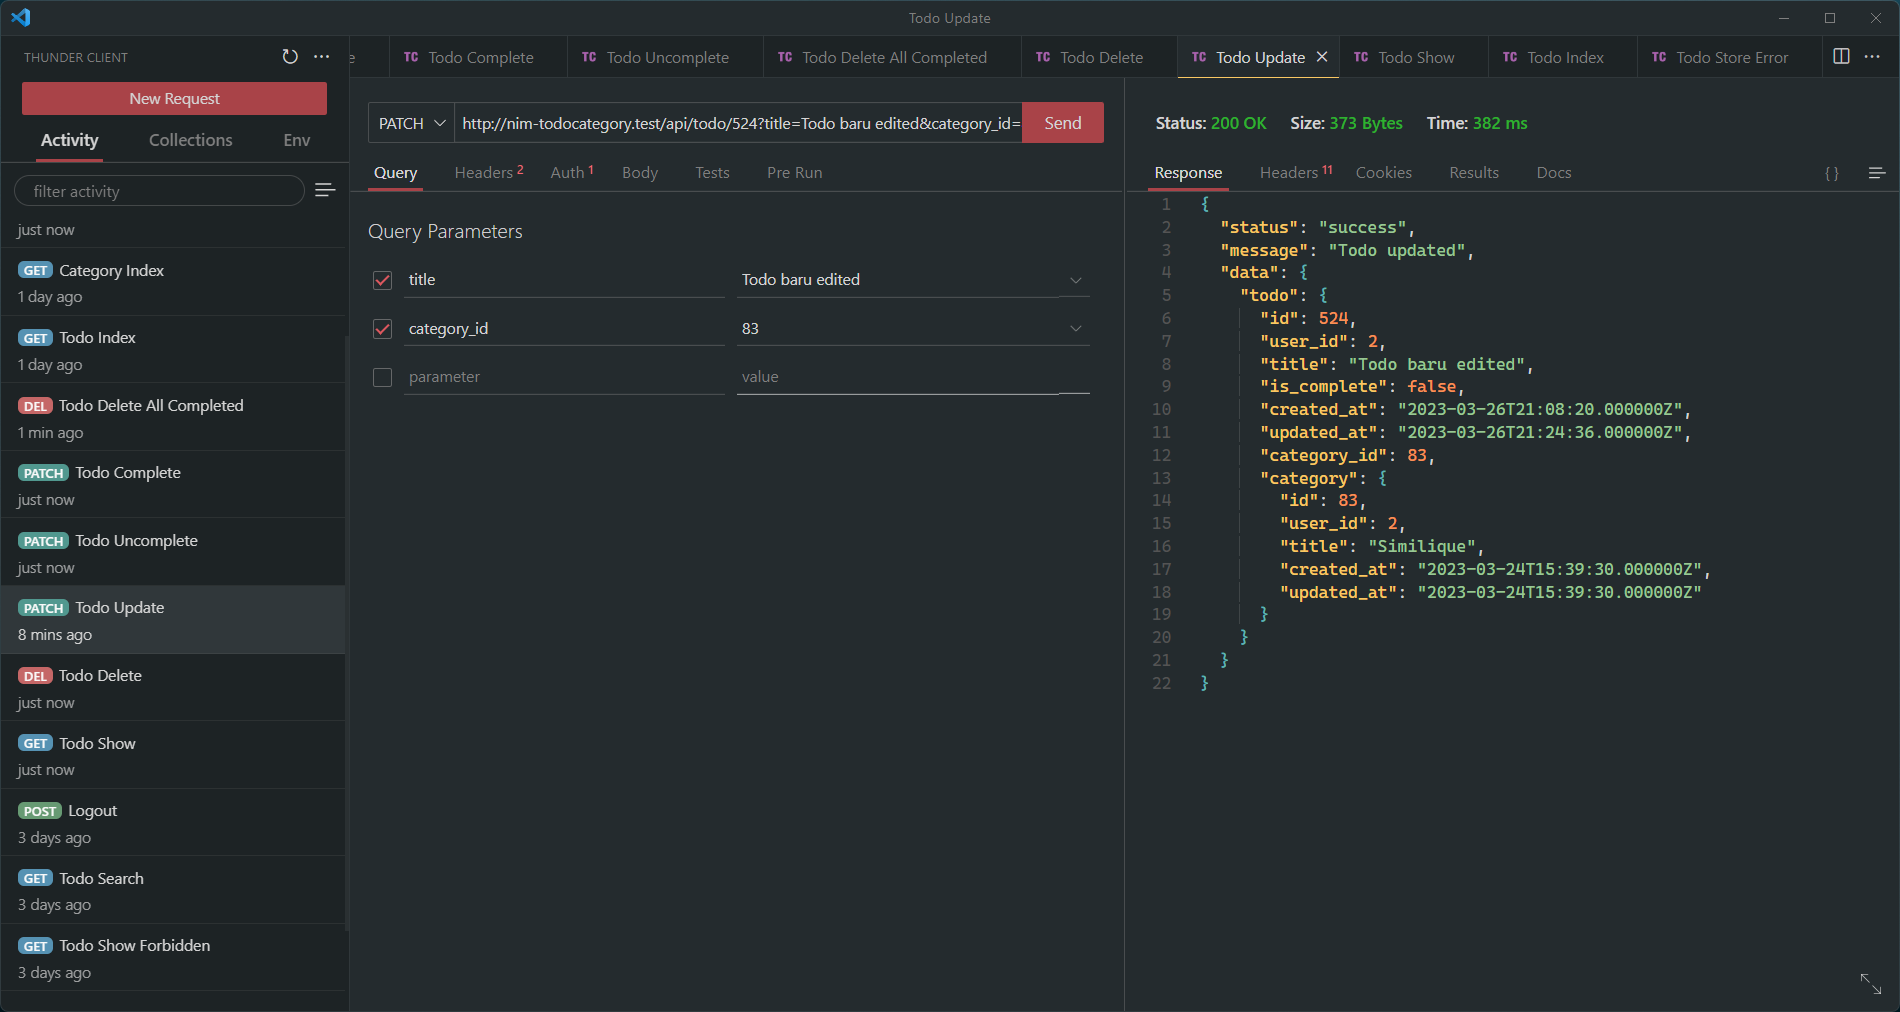 Todo Update
THUNDER CLIENT
New Request
Activity Collections Env
filter activity
just now
GET Category Index
1 day ago
GET Todo Index
1 day ago
DEL Todo Delete All Completed
1 min ago
PATCH Todo Complete
just now
PATCH Todo Uncomplete
just now
PATCH Todo Update
8 mins ago
DEL Todo Delete
just now
GET Todo Show
just now
POST Logout
3 days ago
GET Todo Search
3 days ago
GET Todo Show Forbidden
3 days ago
e TC Todo Complete TC Todo Uncomplete TC Todo Delete All Completed TC Todo Delete TC Todo Update TC Todo Show TC Todo Index TC Todo Store Error
PATCH http://nim-todocategory.test/api/todo/524?title=Todo baru edited&category_id= Send
Query Headers 2 Auth 1 Body Tests Pre Run
Query Parameters
title Todo baru edited
category_id 83
parameter value
Status: 200 OK Size: 373 Bytes Time: 382 ms
Response Headers 11 Cookies Results Docs { }
1 {
2 "status": "success",
3 "message": "Todo updated",
4 "data": {
5 "todo": {
6 "id": 524,
7 "user_id": 2,
8 "title": "Todo baru edited",
9 "is_complete": false,
10 "created_at": "2023-03-26T21:08:20.000000Z",
11 "updated_at": "2023-03-26T21:24:36.000000Z",
12 "category_id": 83,
13 "category": {
14 "id": 83,
15 "user_id": 2,
16 "title": "Similique",
17 "created_at": "2023-03-24T15:39:30.000000Z",
18 "updated_at": "2023-03-24T15:39:30.000000Z"
19 }
20 }
21 }
22 }